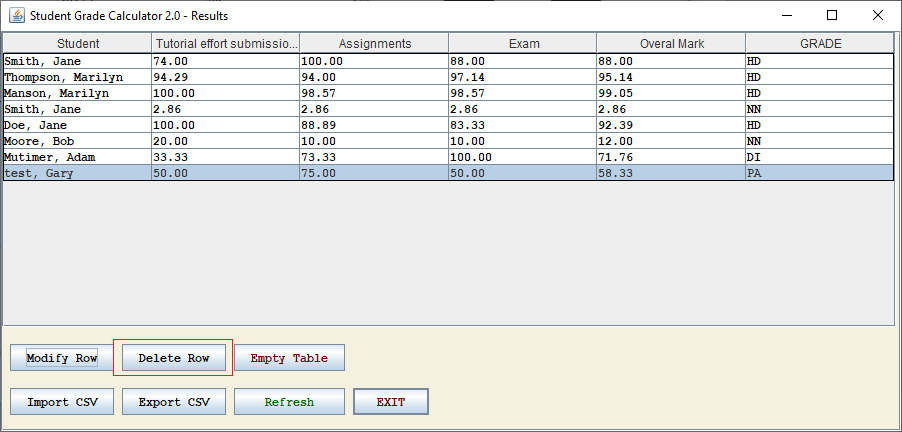 Student Grade Calculator 2.0 - Results
Student Tutorial effort submissio... Assignments Exam Overal Mark GRADE
Smith, Jane 74.00 100.00 88.00 88.00 HD
Thompson, Marilyn 94.29 94.00 97.14 95.14 HD
Manson, Marilyn 100.00 98.57 98.57 99.05 HD
Smith, Jane 2.86 2.86 2.86 2.86 NN
Doe, Jane 100.00 88.89 83.33 92.39 HD
Moore, Bob 20.00 10.00 10.00 12.00 NN
Mutimer, Adam 33.33 73.33 100.00 71.76 DI
test, Gary 50.00 75.00 50.00 58.33 PA
Modify Row Delete Row Empty Table
Import CSV Export CSV Refresh EXIT